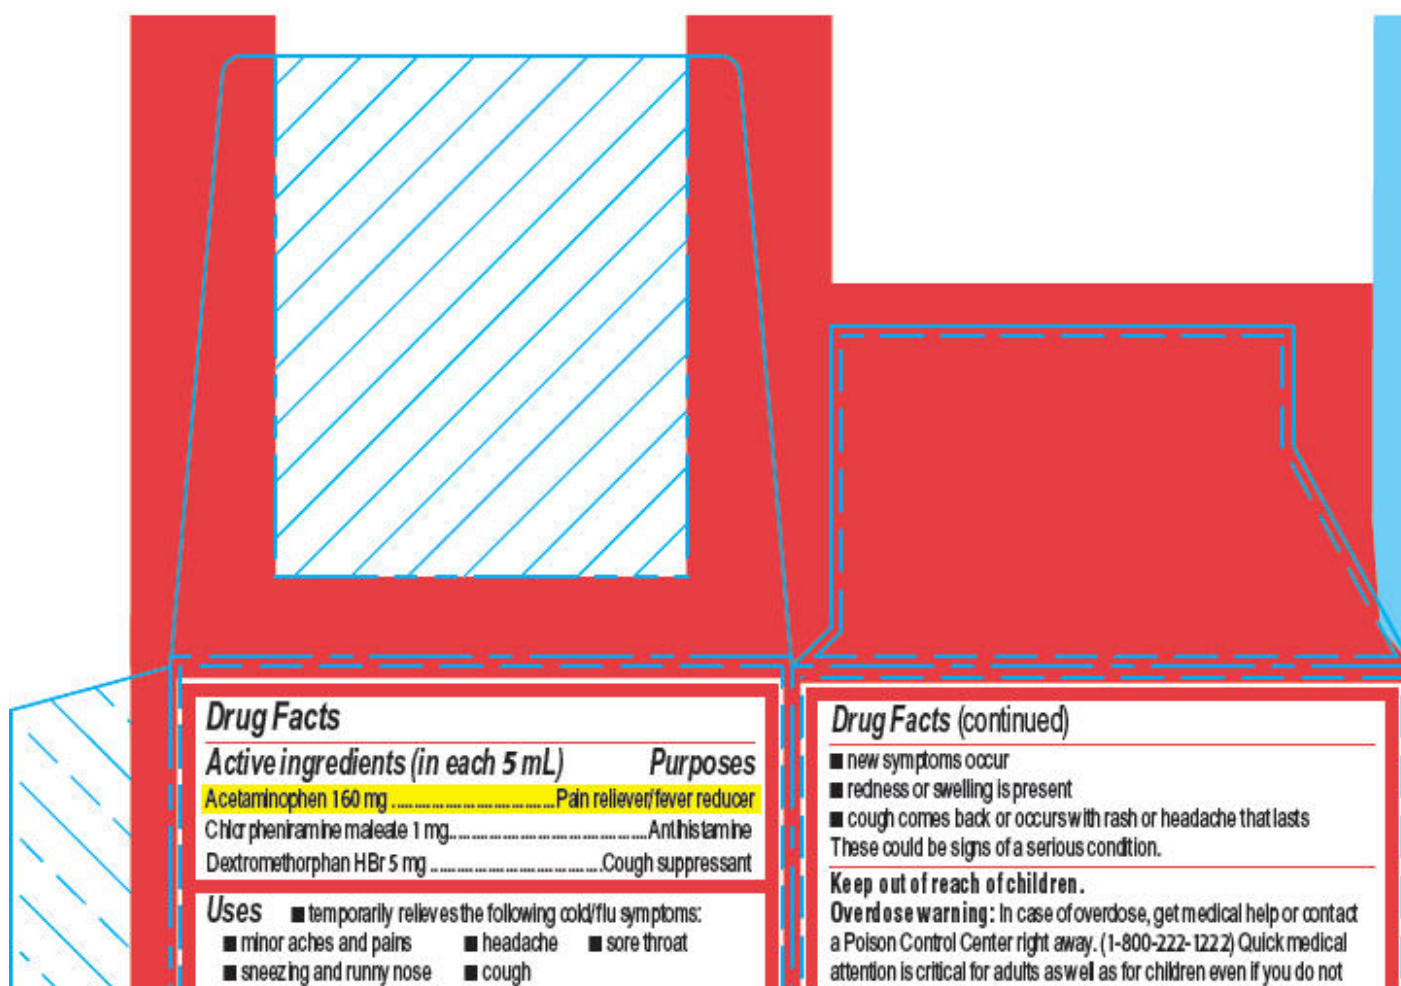 Drug Facts
Active ingredients (in each 5 mL) Purposes
Acetaminophen 160 mg ........................................ Pain reliever/fever reducer
Chlorpheniramine maleate 1 mg ........................................ Antihistamine
Dextromethorphan HBr 5 mg ........................................ Cough suppressant
Uses ■ temporarily relieves the following cold/flu symptoms:
■ minor aches and pains ■ headache ■ sore throat
■ sneezing and runny nose ■ cough
Drug Facts (continued)
■ new symptoms occur
■ redness or swelling is present
■ cough comes back or occurs with rash or headache that lasts
These could be signs of a serious condition.
Keep out of reach of children.
Overdose warning: In case of overdose, get medical help or contact
a Poison Control Center right away. (1-800-222-1222) Quick medical
attention is critical for adults as well as for children even if you do not